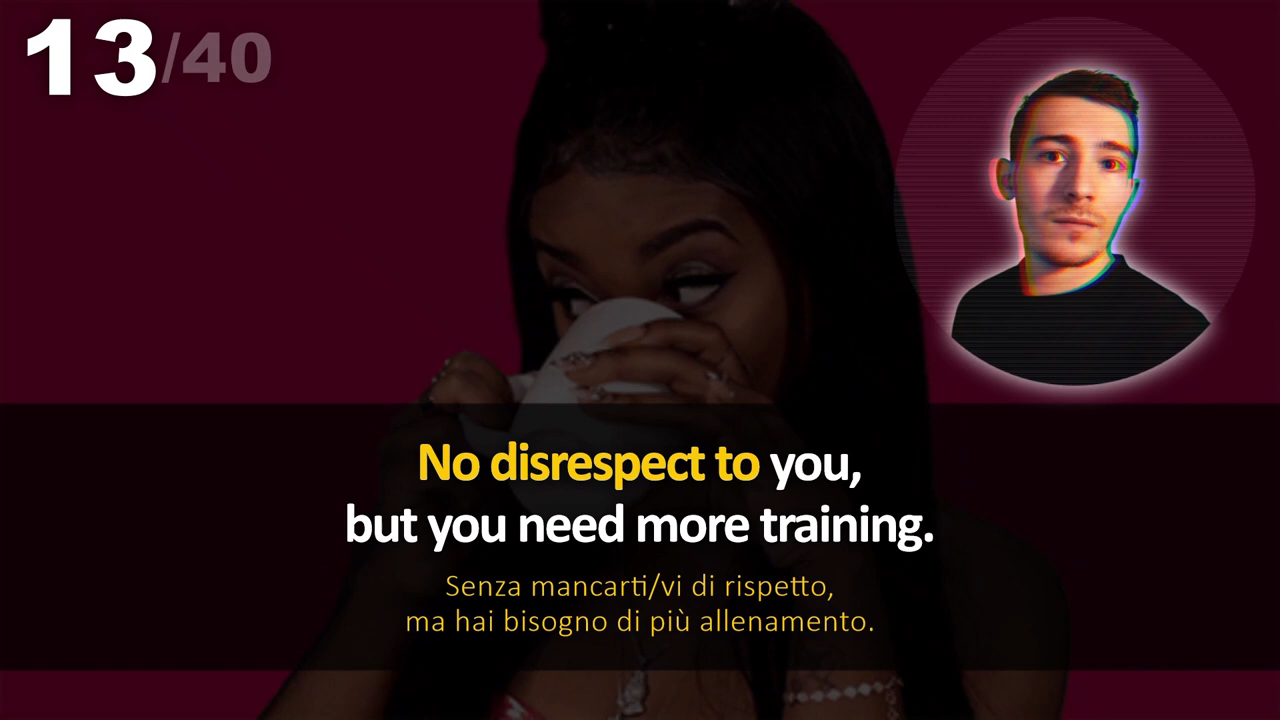 13/40
No disrespect to you,
but you need more training.
Senza mancarti/vi di rispetto,
ma hai bisogno di più allenamento.